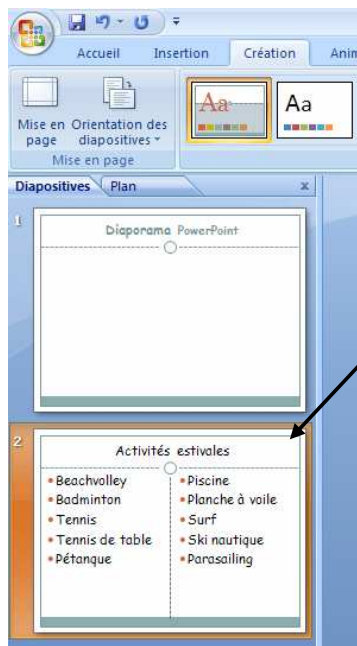 Accueil Insertion Création Anim
Mise en page
Orientation des diapositives
Aa
Aa
Mise en page
Diapositives Plan x
1
Diaporama PowerPoint
2
Activités estivales
• Beachvolley
• Badminton
• Tennis
• Tennis de table
• Pétanque
• Piscine
• Planche à voile
• Surf
• Ski nautique
• Parasailing